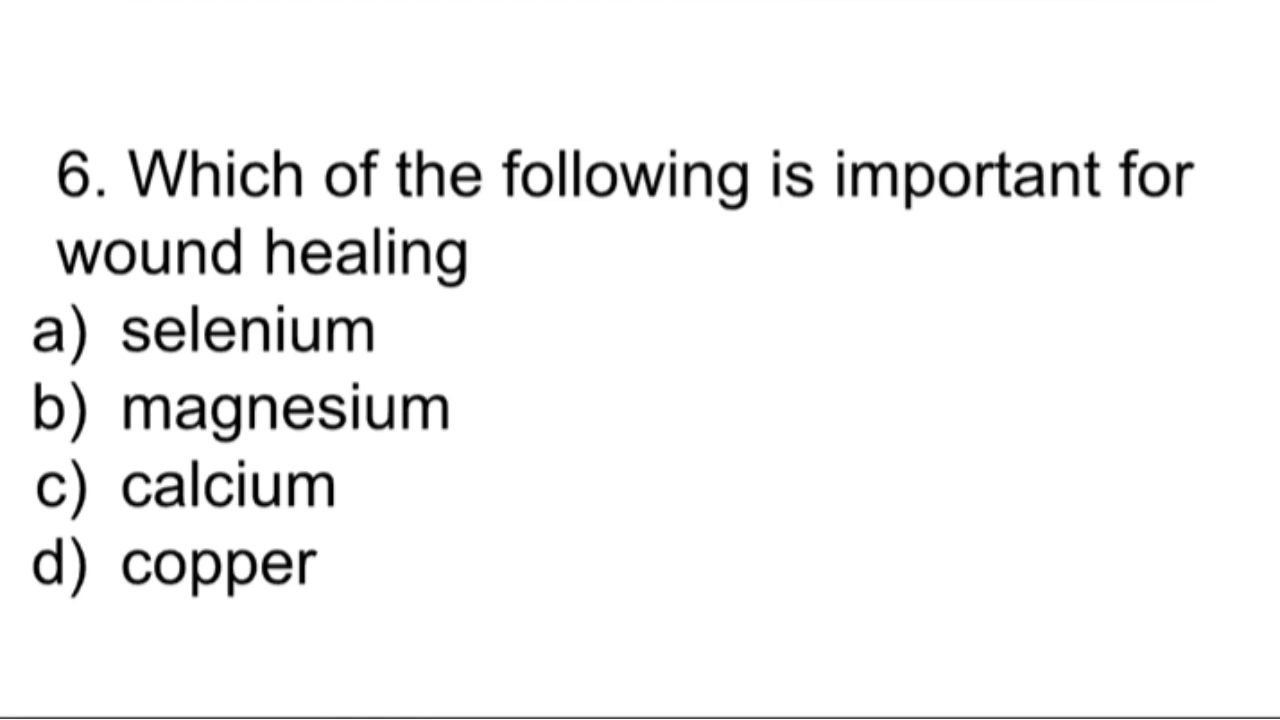 6. Which of the following is important for
wound healing
a) selenium
b) magnesium
c) calcium
d) copper